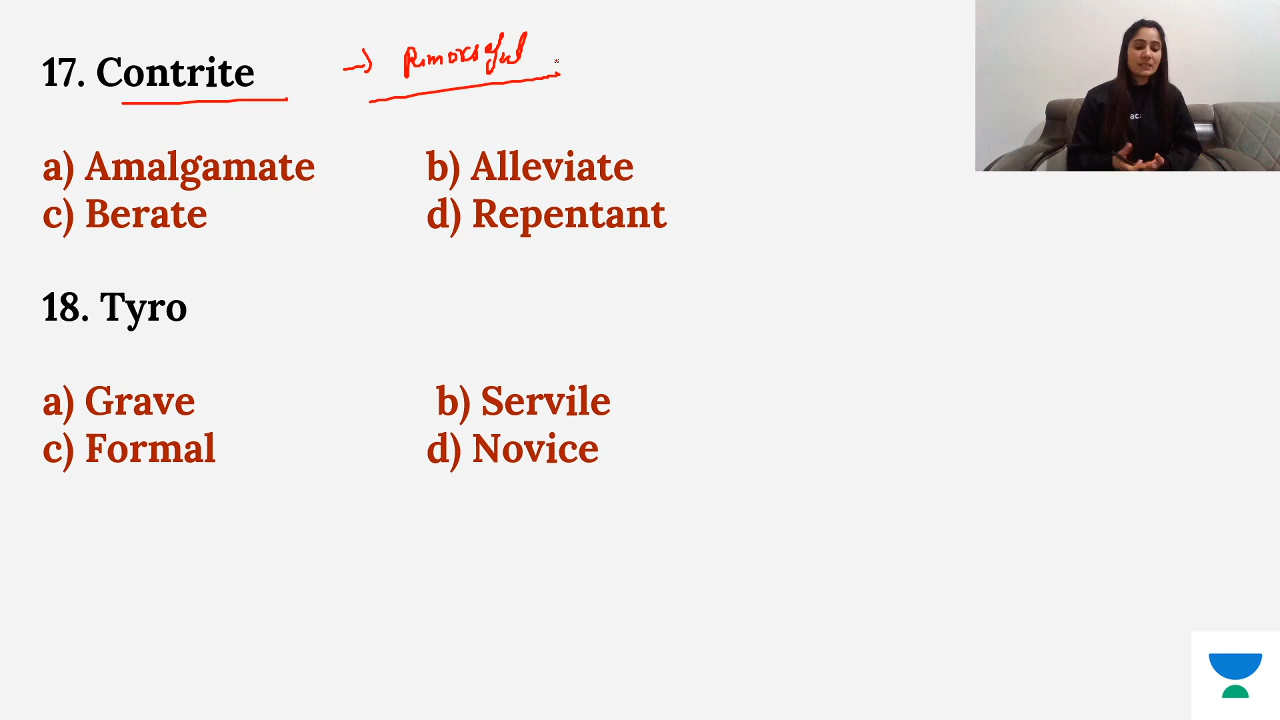 17. Contrite → Remorseful
a) Amalgamate b) Alleviate
c) Berate d) Repentant
18. Tyro
a) Grave b) Servile
c) Formal d) Novice